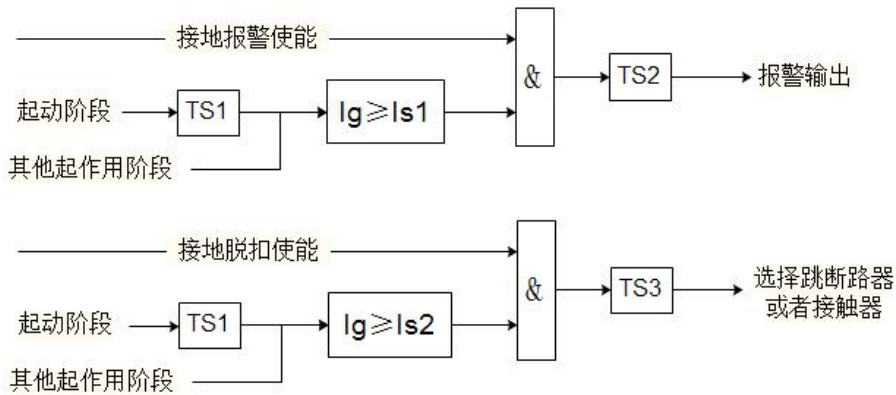 接地报警使能
&
TS2
报警输出
起动阶段
TS1
Ig≥Is1
其他起作用阶段
接地脱扣使能
&
TS3
选择跳断路器
或者接触器
起动阶段
TS1
Ig≥Is2
其他起作用阶段